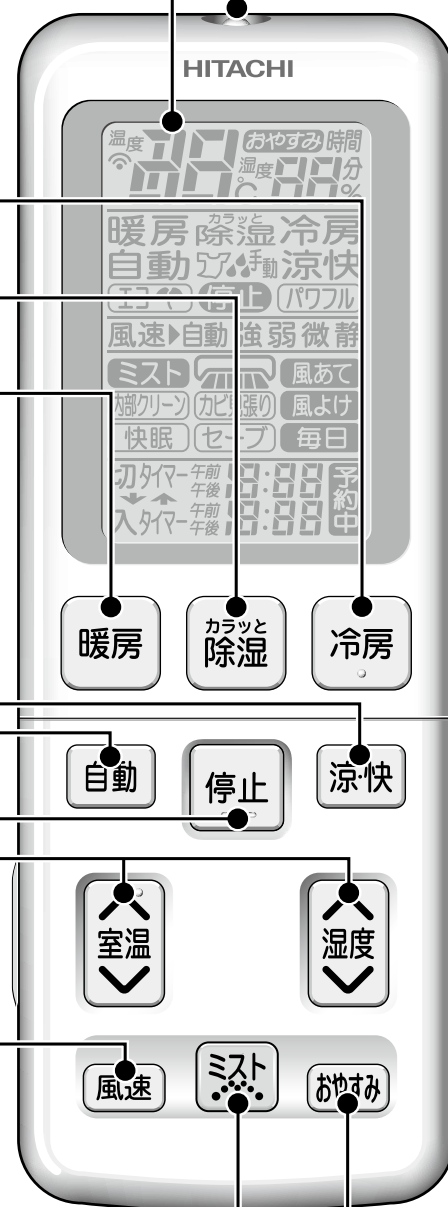 HITACHI
温度 88 おやすみ 時間
℃ 湿度 88 分 %
暖房 カラッと除湿 冷房
自動 手動 涼快
エコ 停止 パワフル
風速▶自動 強 弱 微 静
ミスト 風あて
内部クリーン カビ見張り 風よけ
快眠 セーブ 毎日
切タイマー 午前 午後 18:88 予約中
入タイマー 午前 午後 18:88
暖房 カラッと除湿 冷房
自動 停止 涼・快
室温 湿度
風速 ミスト おやすみ